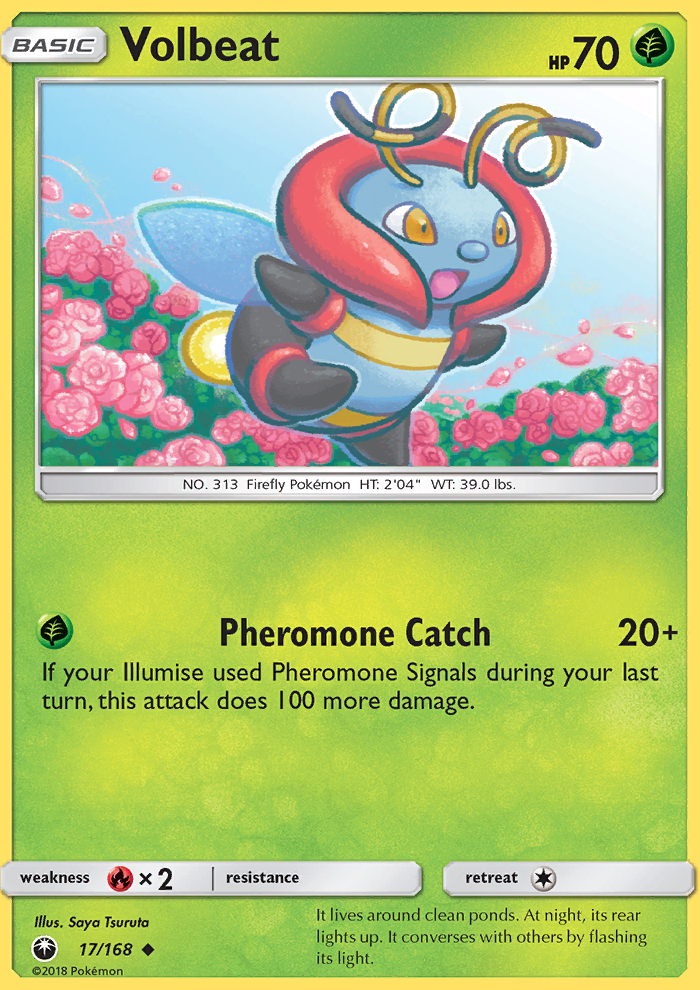 BASIC Volbeat HP 70
NO. 313 Firefly Pokémon HT: 2'04" WT: 39.0 lbs.
Pheromone Catch 20+
If your Illumise used Pheromone Signals during your last
turn, this attack does 100 more damage.
weakness × 2 resistance retreat
Illus. Saya Tsuruta
17/168
©2018 Pokémon
It lives around clean ponds. At night, its rear
lights up. It converses with others by flashing
its light.